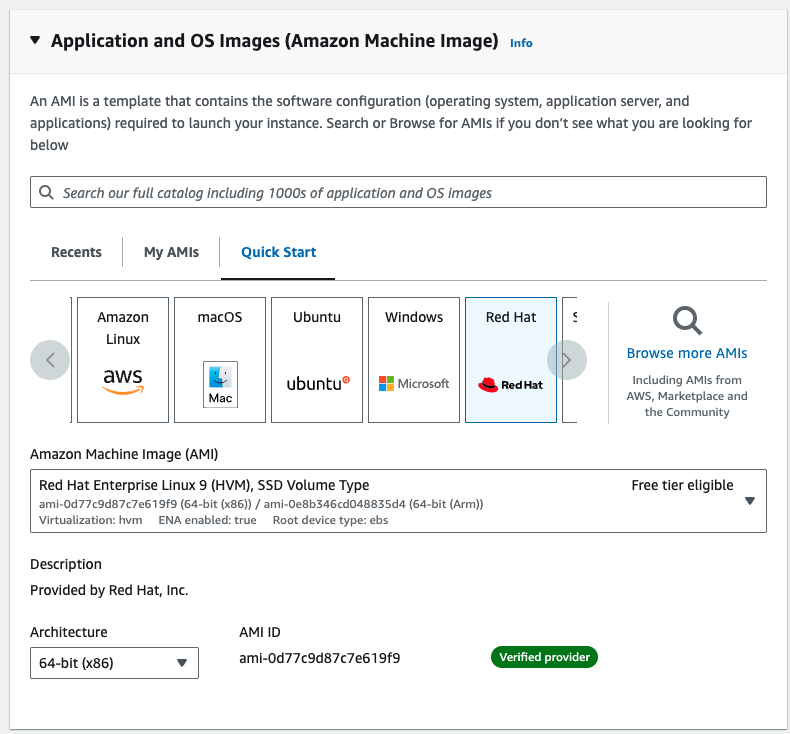 Application and OS Images (Amazon Machine Image) Info
An AMI is a template that contains the software configuration (operating system, application server, and
applications) required to launch your instance. Search or Browse for AMIs if you don't see what you are looking for
below
Search our full catalog including 1000s of application and OS images
Recents My AMIs Quick Start
Amazon
Linux
aws
macOS
Mac
Ubuntu
ubuntu
Windows
Microsoft
Red Hat
Red Hat
S
Browse more AMIs
Including AMIs from
AWS, Marketplace and
the Community
Amazon Machine Image (AMI)
Red Hat Enterprise Linux 9 (HVM), SSD Volume Type Free tier eligible
ami-0d77c9d87c7e619f9 (64-bit (x86)) / ami-0e8b346cd048835d4 (64-bit (Arm))
Virtualization: hvm ENA enabled: true Root device type: ebs
Description
Provided by Red Hat, Inc.
Architecture
64-bit (x86)
AMI ID
ami-0d77c9d87c7e619f9
Verified provider